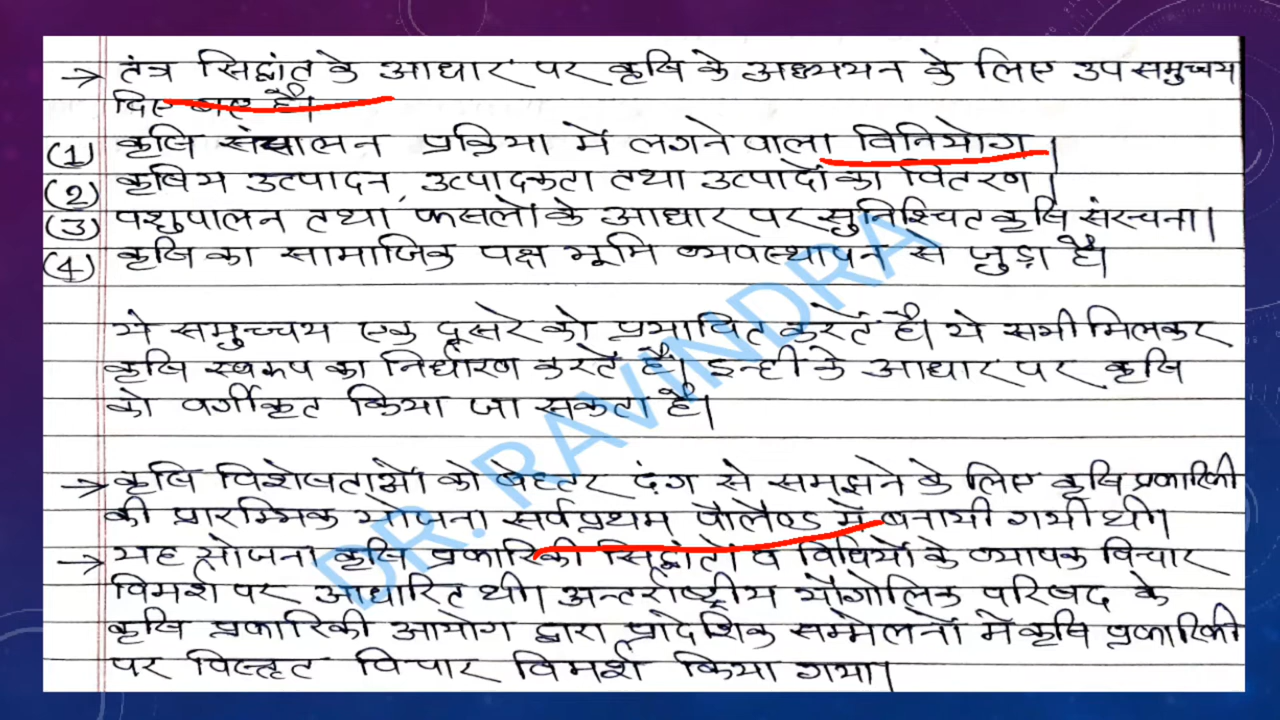 → तंत्र सिद्धांत के आधार पर कृषि के अध्ययन के लिए उप समुच्चय
दिए गए है।
(1) कृषि संचालन प्रक्रिया में लगने वाला विनियोग।
(2) कृषिय उत्पादन, उत्पादकता तथा उत्पादों का वितरण।
(3) पशुपालन तथा फसलों के आधार पर सुनिश्चित कृषि संरचना।
(4) कृषि का सामाजिक पक्ष भूमि व्यवस्थापन से जुड़ा है।
ये समुच्चय एक दूसरे को प्रभावित करतें है। ये सभी मिलकर
कृषि स्वरूप का निर्धारण करतें है। इन्ही के आधार पर कृषि
को वर्गीकृत किया जा सकता है।
→ कृषि विशेषताओं को बेहतर ढंग से समझने के लिए कृषि प्रकारिकी
की प्रारम्भिक योजना सर्वप्रथम पौलैण्ड में बनायी गयी थी।
→ यह योजना कृषि प्रकारिकी सिद्धांतों व विधियों के व्यापक विचार
विमर्श पर आधारित थी। अन्तर्राष्ट्रीय भौगोलिक परिषद के
कृषि प्रकारिकी आयोग द्वारा प्रादेशिक सम्मेलनों में कृषि प्रकारिकी
पर विस्तृत विचार विमर्श किया गया।
DR. RAVINDRA